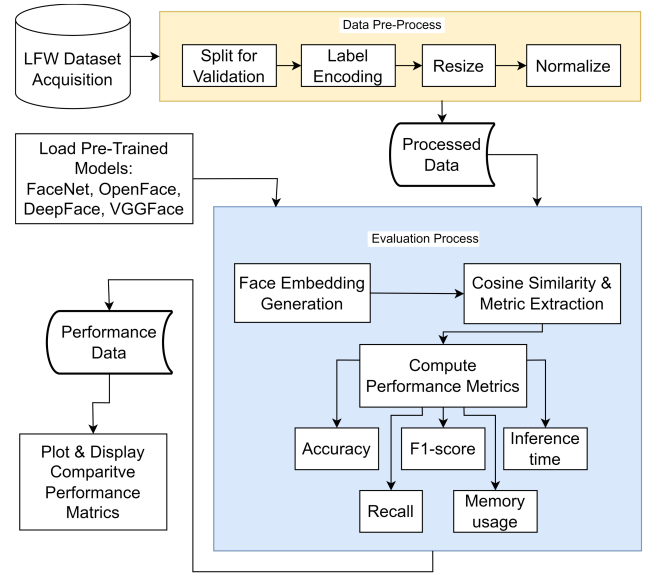 LFW Dataset
Acquisition
Data Pre-Process
Split for
Validation
Label
Encoding
Resize
Normalize
Processed
Data
Load Pre-Trained
Models:
FaceNet, OpenFace,
DeepFace, VGGFace
Evaluation Process
Face Embedding
Generation
Cosine Similarity &
Metric Extraction
Compute
Performance Metrics
Accuracy
F1-score
Inference
time
Recall
Memory
usage
Performance
Data
Plot & Display
Comparitve
Performance
Matrics